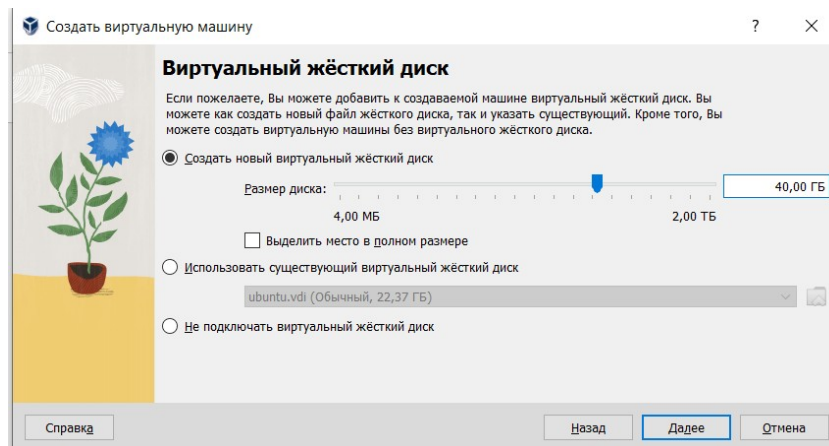 Создать виртуальную машину
?
Виртуальный жёсткий диск
Если пожелаете, Вы можете добавить к создаваемой машине виртуальный жёсткий диск. Вы
можете как создать новый файл жёсткого диска, так и указать существующий. Кроме того, Вы
можете создать виртуальную машины без виртуального жёсткого диска.
Создать новый виртуальный жёсткий диск
Размер диска:
40,00 ГБ
4,00 МБ 2,00 ТБ
Выделить место в полном размере
Использовать существующий виртуальный жёсткий диск
ubuntu.vdi (Обычный, 22,37 ГБ)
Не подключать виртуальный жёсткий диск
Справка Назад Далее Отмена